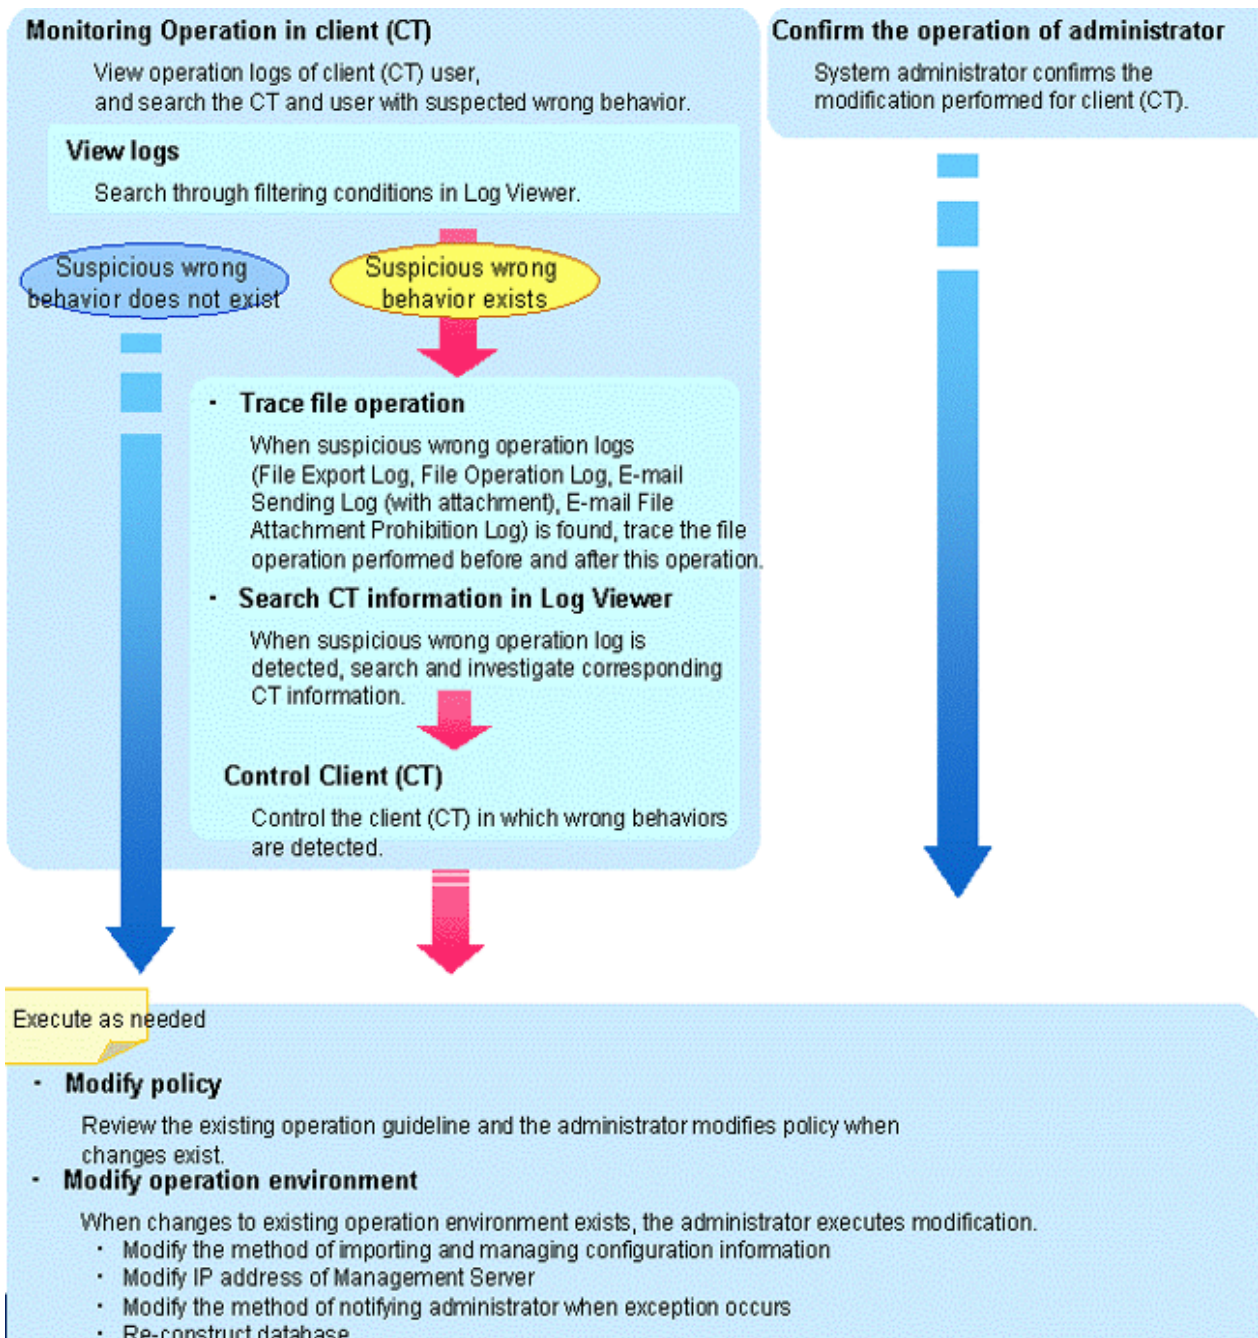 Monitoring Operation in client (CT)
View operation logs of client (CT) user,
and search the CT and user with suspected wrong behavior.
View logs
Search through filtering conditions in Log Viewer.
Suspicious wrong
behavior does not exist
Suspicious wrong
behavior exists
· Trace file operation
When suspicious wrong operation logs
(File Export Log, File Operation Log, E-mail
Sending Log (with attachment), E-mail File
Attachment Prohibition Log) is found, trace the file
operation performed before and after this operation.
· Search CT information in Log Viewer
When suspicious wrong operation log is
detected, search and investigate corresponding
CT information.
Control Client (CT)
Control the client (CT) in which wrong behaviors
are detected.
Confirm the operation of administrator
System administrator confirms the
modification performed for client (CT).
Execute as needed
· Modify policy
Review the existing operation guideline and the administrator modifies policy when
changes exist.
· Modify operation environment
When changes to existing operation environment exists, the administrator executes modification.
· Modify the method of importing and managing configuration information
· Modify IP address of Management Server
· Modify the method of notifying administrator when exception occurs
· Re-construct database